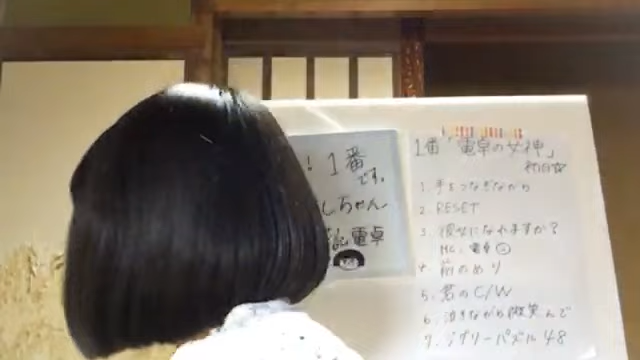 ! 1番
です。
しちゃん
電卓
1番「電卓の女神」
初日☆
1. 手をつなぎながら
2. RESET
3. 彼女になれますか?
MC. 電卓
4 前のめり
5. 君のC/W
6. 泣きながら微笑んで
7. ジグソーパズル48